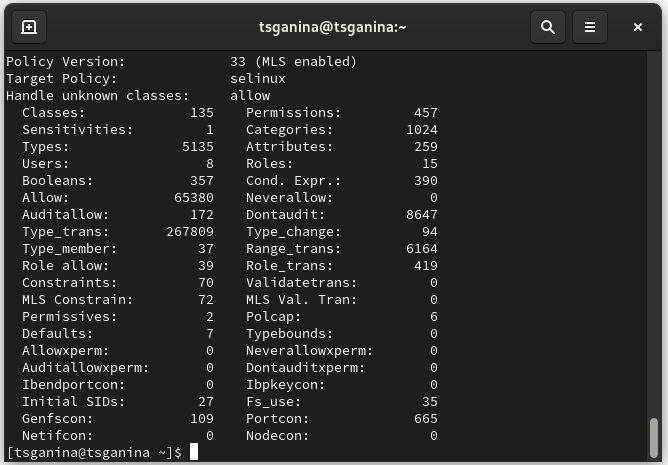 tsganina@tsganina:~
Policy Version:             33 (MLS enabled)
Target Policy:              selinux
Handle unknown classes:     allow
  Classes:             135    Permissions:         457
  Sensitivities:         1    Categories:         1024
  Types:              5135    Attributes:          259
  Users:                 8    Roles:                15
  Booleans:            357    Cond. Expr.:         390
  Allow:             65380    Neverallow:            0
  Auditallow:          172    Dontaudit:          8647
  Type_trans:       267809    Type_change:          94
  Type_member:          37    Range_trans:        6164
  Role allow:           39    Role_trans:          419
  Constraints:          70    Validatetrans:         0
  MLS Constrain:        72    MLS Val. Tran:         0
  Permissives:           2    Polcap:                6
  Defaults:              7    Typebounds:            0
  Allowxperm:            0    Neverallowxperm:       0
  Auditallowxperm:       0    Dontauditxperm:        0
  Ibendportcon:          0    Ibpkeycon:             0
  Initial SIDs:         27    Fs_use:               35
  Genfscon:            109    Portcon:             665
  Netifcon:              0    Nodecon:               0
[tsganina@tsganina ~]$